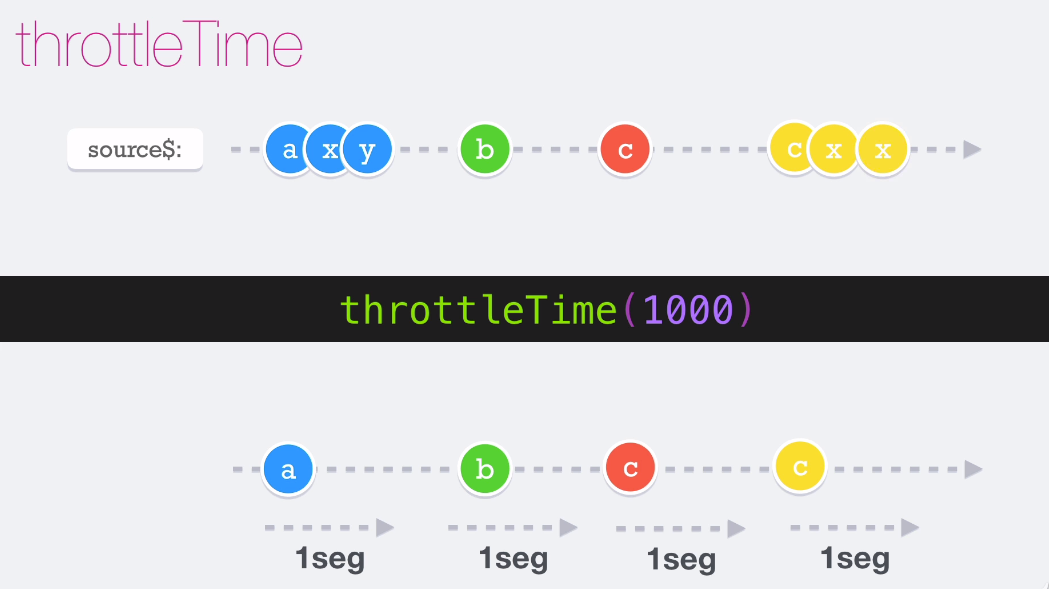 throttleTime
source$: a x y b c c x x
throttleTime(1000)
a b c c
1seg 1seg 1seg 1seg